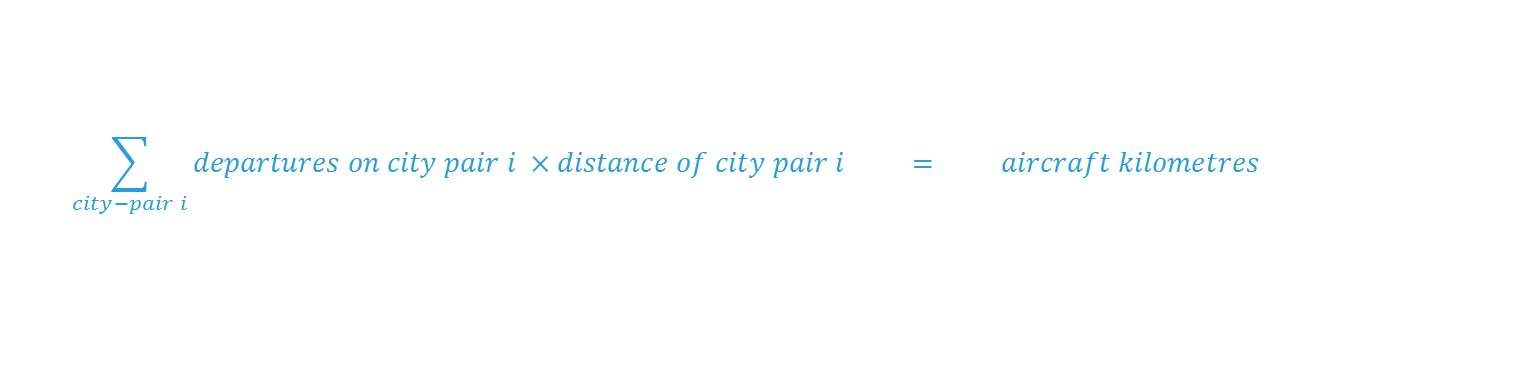 ∑ departures on city pair i × distance of city pair i = aircraft kilometres
city−pair i